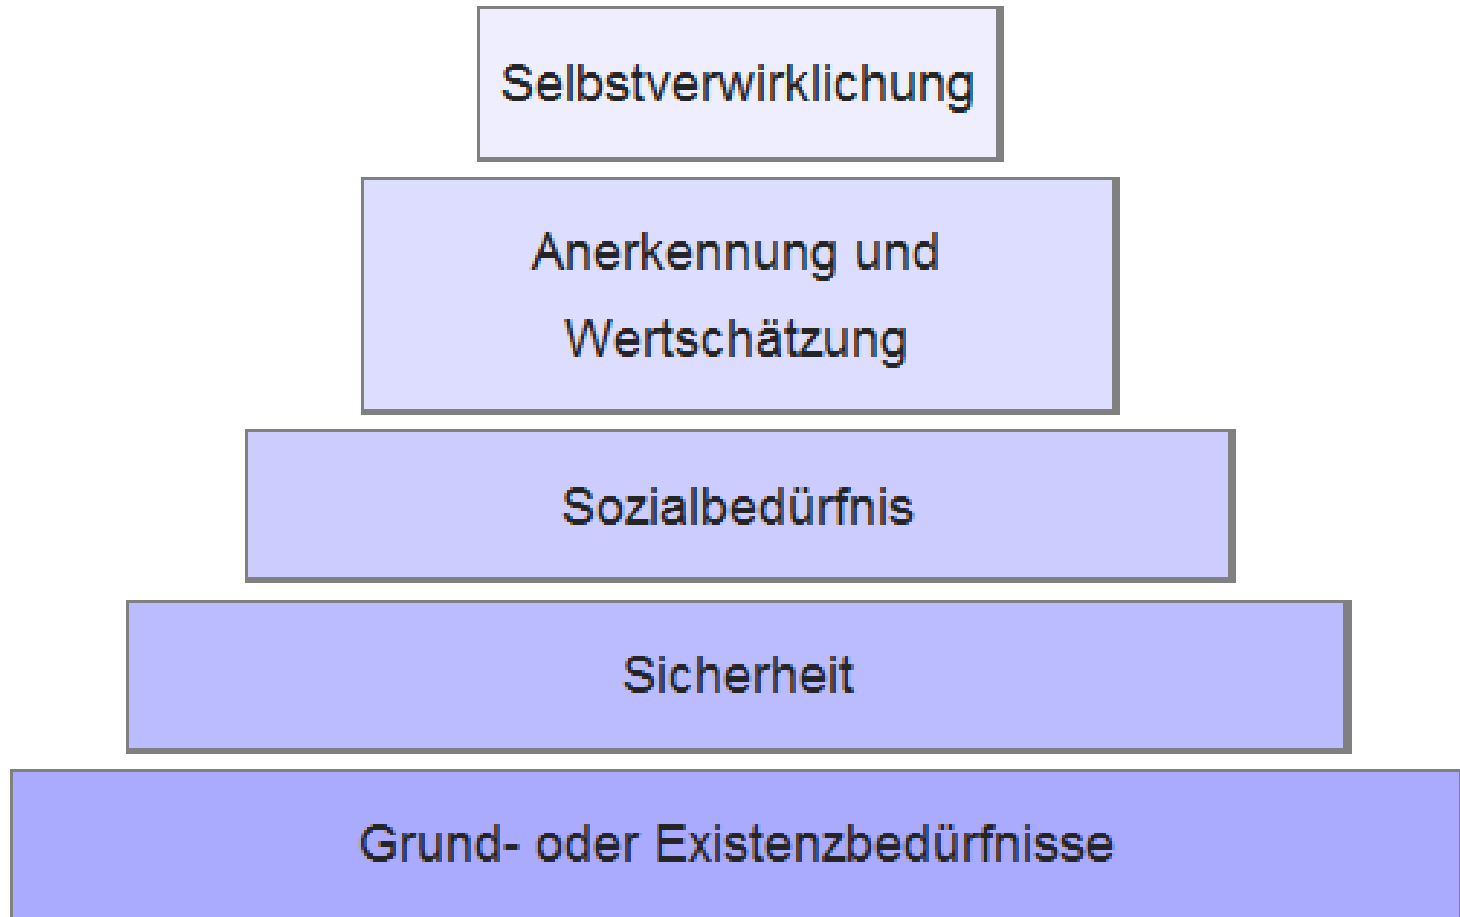 Selbstverwirklichung
Anerkennung und
Wertschätzung
Sozialbedürfnis
Sicherheit
Grund- oder Existenzbedürfnisse